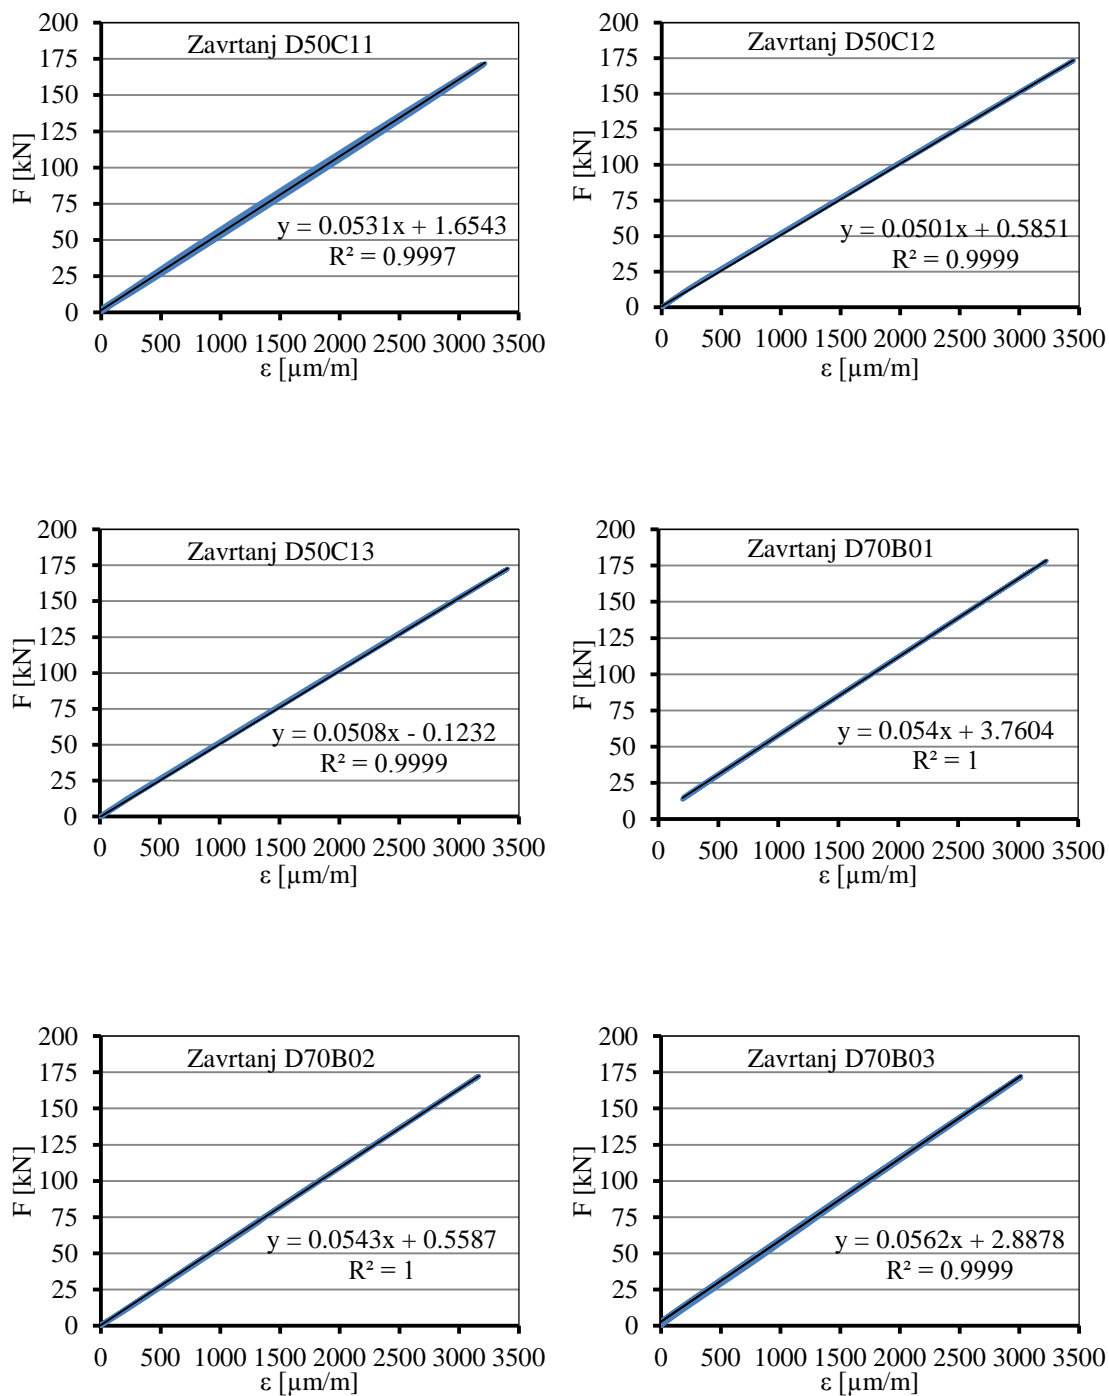 Zavrtanj D50C11
F [kN]
200
175
150
125
100
75
50
25
0
y = 0.0531x + 1.6543
R² = 0.9997
0 500 1000 1500 2000 2500 3000 3500
ε [µm/m]
Zavrtanj D50C12
F [kN]
200
175
150
125
100
75
50
25
0
y = 0.0501x + 0.5851
R² = 0.9999
0 500 1000 1500 2000 2500 3000 3500
ε [µm/m]
Zavrtanj D50C13
F [kN]
200
175
150
125
100
75
50
25
0
y = 0.0508x - 0.1232
R² = 0.9999
0 500 1000 1500 2000 2500 3000 3500
ε [µm/m]
Zavrtanj D70B01
F [kN]
200
175
150
125
100
75
50
25
0
y = 0.054x + 3.7604
R² = 1
0 500 1000 1500 2000 2500 3000 3500
ε [µm/m]
Zavrtanj D70B02
F [kN]
200
175
150
125
100
75
50
25
0
y = 0.0543x + 0.5587
R² = 1
0 500 1000 1500 2000 2500 3000 3500
ε [µm/m]
Zavrtanj D70B03
F [kN]
200
175
150
125
100
75
50
25
0
y = 0.0562x + 2.8878
R² = 0.9999
0 500 1000 1500 2000 2500 3000 3500
ε [µm/m]